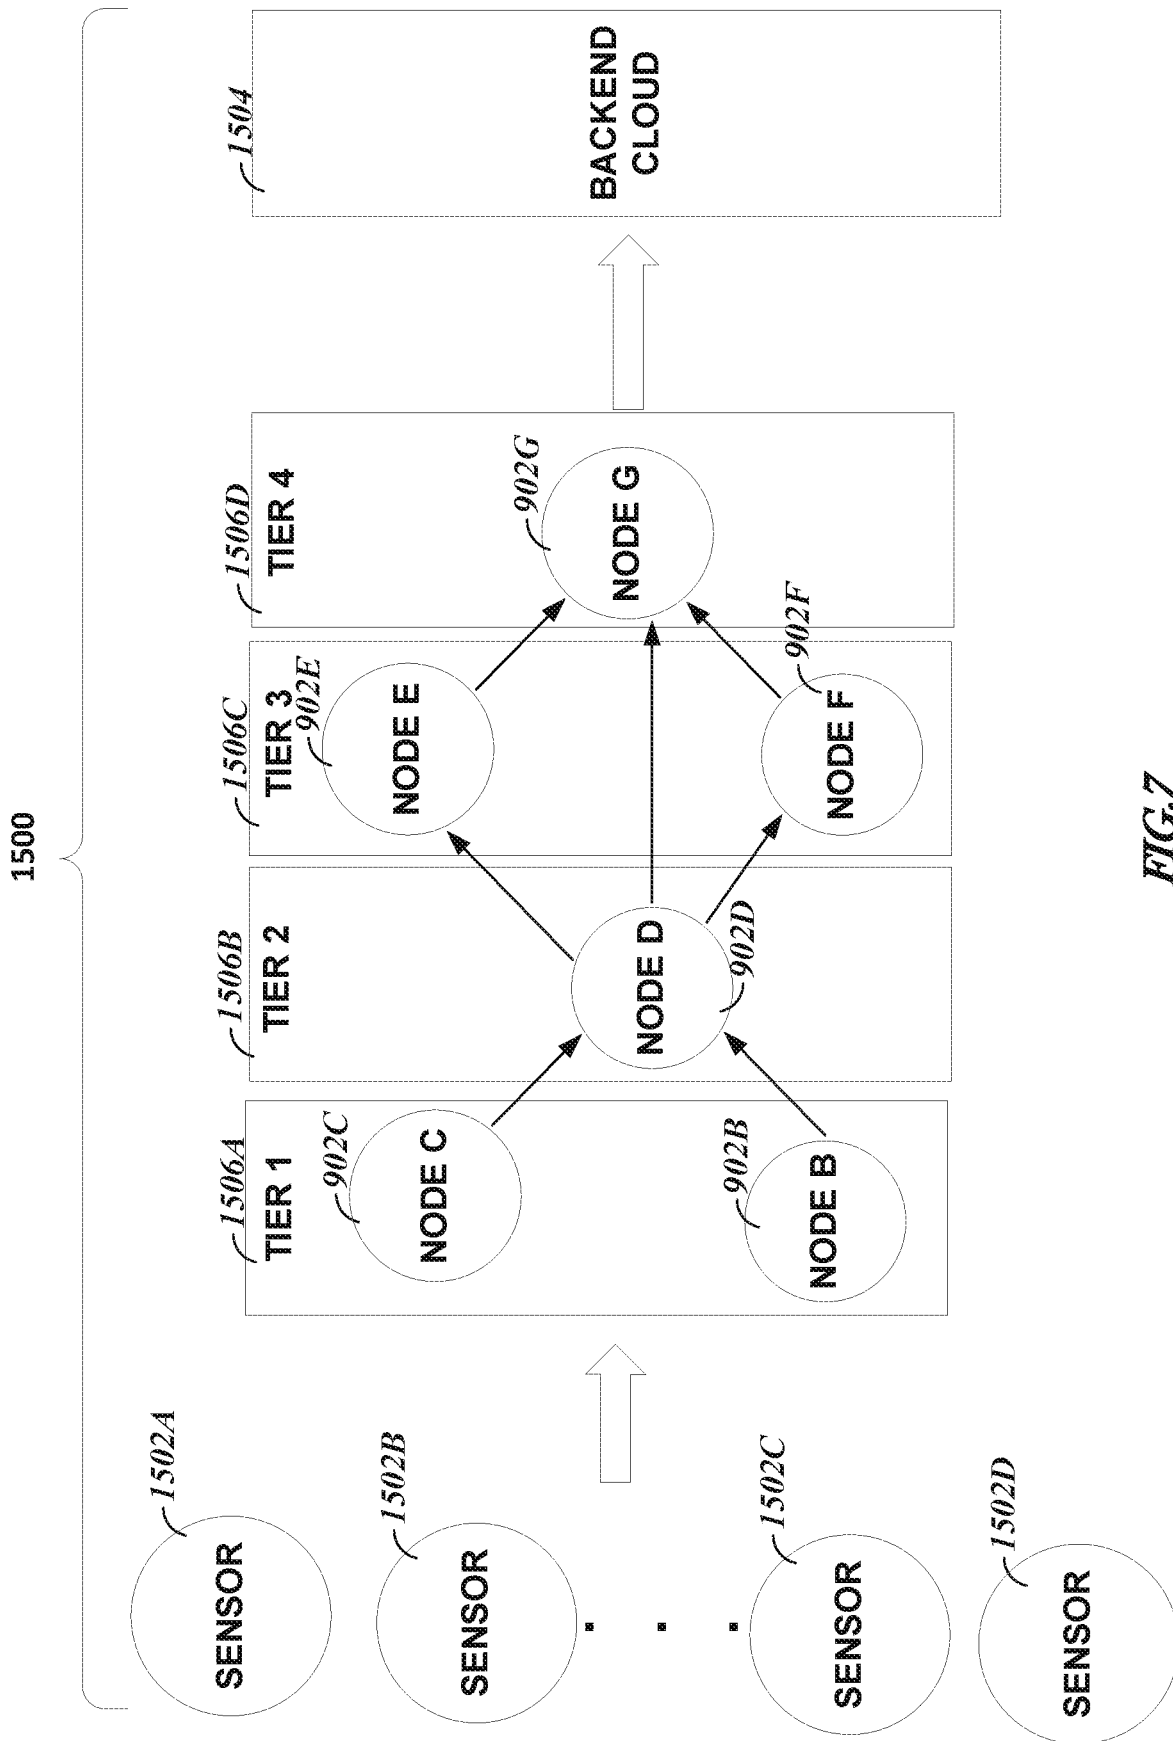 1500
SENSOR
1502A
SENSOR
1502B
SENSOR
1502C
SENSOR
1502D
1506A
TIER 1
902C
NODE C
902B
NODE B
1506B
TIER 2
NODE D
902D
1506C
TIER 3
902E
NODE E
902F
NODE F
1506D
TIER 4
902G
NODE G
1504
BACKEND
CLOUD
FIG.7